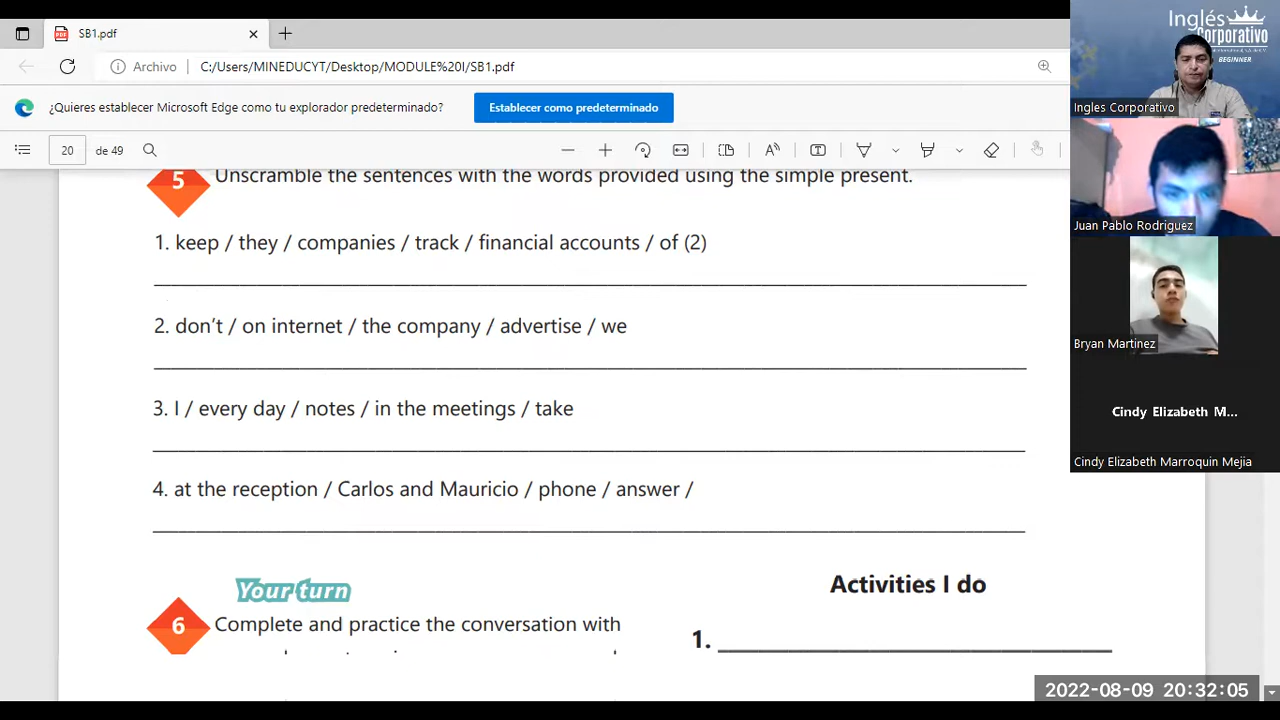 SB1.pdf
Archivo C:/Users/MINEDUCYT/Desktop/MODULE%20I/SB1.pdf
¿Quieres establecer Microsoft Edge como tu explorador predeterminado? Establecer como predeterminado
20 de 49
5 Unscramble the sentences with the words provided using the simple present.
1. keep / they / companies / track / financial accounts / of (2)
2. don't / on internet / the company / advertise / we
3. I / every day / notes / in the meetings / take
4. at the reception / Carlos and Mauricio / phone / answer /
Your turn
6 Complete and practice the conversation with
Activities I do
1.
Inglés
Corporativo
BEGINNER
Ingles Corporativo
Juan Pablo Rodriguez
Bryan Martinez
Cindy Elizabeth M...
Cindy Elizabeth Marroquin Mejia
2022-08-09 20:32:05